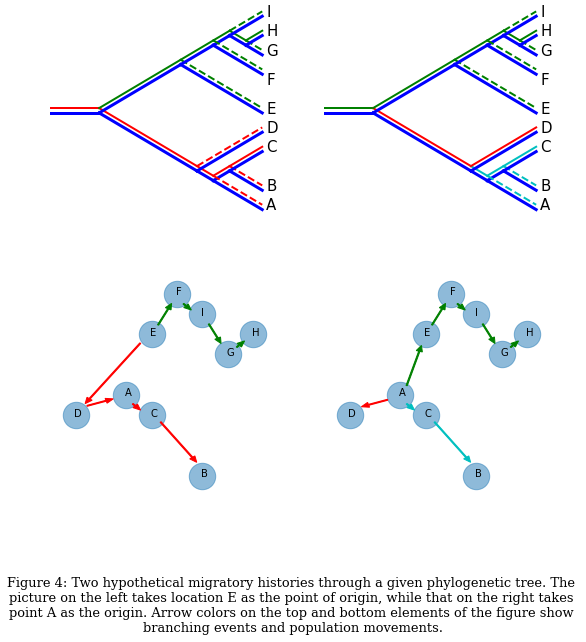 I I
H H
G G
F F
E E
D D
C C
B B
A A
F F
I I
E H E H
G G
A A
D C D C
B B
Figure 4: Two hypothetical migratory histories through a given phylogenetic tree. The
picture on the left takes location E as the point of origin, while that on the right takes
point A as the origin. Arrow colors on the top and bottom elements of the figure show
branching events and population movements.